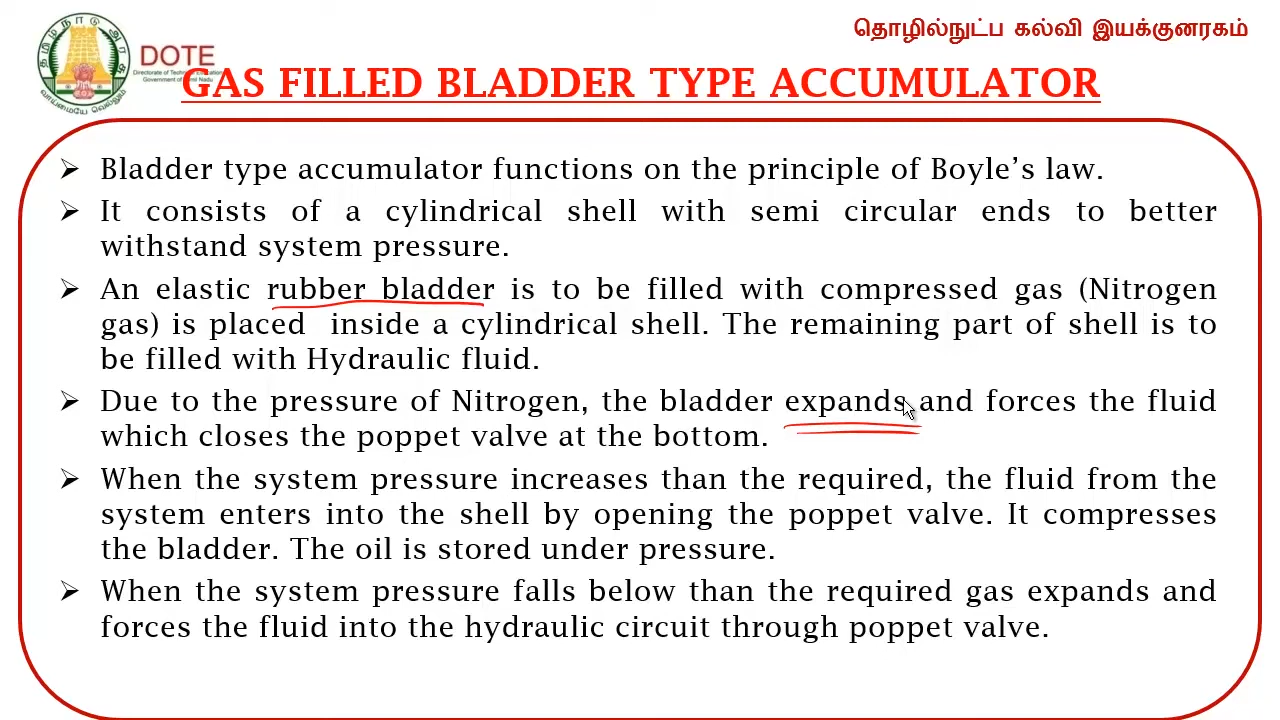 தொழில்நுட்ப கல்வி இயக்குனரகம்
DOTE
Government of Tamil Nadu
GAS FILLED BLADDER TYPE ACCUMULATOR
➤ Bladder type accumulator functions on the principle of Boyle’s law.
➤ It consists of a cylindrical shell with semi circular ends to better
withstand system pressure.
➤ An elastic rubber bladder is to be filled with compressed gas (Nitrogen
gas) is placed inside a cylindrical shell. The remaining part of shell is to
be filled with Hydraulic fluid.
➤ Due to the pressure of Nitrogen, the bladder expands and forces the fluid
which closes the poppet valve at the bottom.
➤ When the system pressure increases than the required, the fluid from the
system enters into the shell by opening the poppet valve. It compresses
the bladder. The oil is stored under pressure.
➤ When the system pressure falls below than the required gas expands and
forces the fluid into the hydraulic circuit through poppet valve.